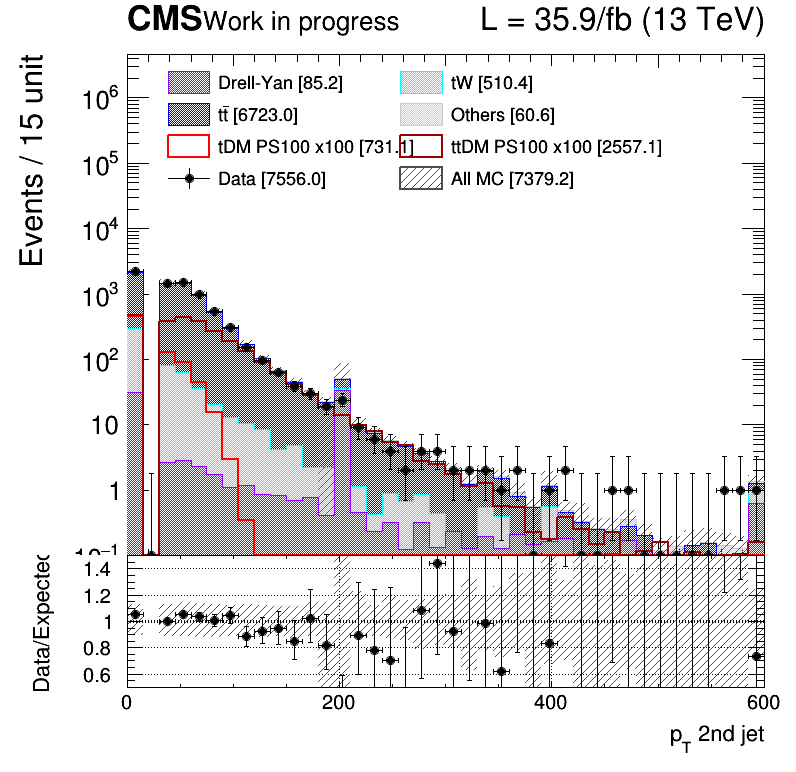 CMS Work in progress L = 35.9/fb (13 TeV)
Events / 15 unit
Drell-Yan [85.2] tW [510.4]
tt̄ [6723.0] Others [60.6]
tDM PS100 x100 [731.1] ttDM PS100 x100 [2557.1]
Data [7556.0] All MC [7379.2]
10⁶
10⁵
10⁴
10³
10²
10
1
10⁻¹
Data/Expected
1.4
1.2
1
0.8
0.6
0 200 400 600
p_T 2nd jet